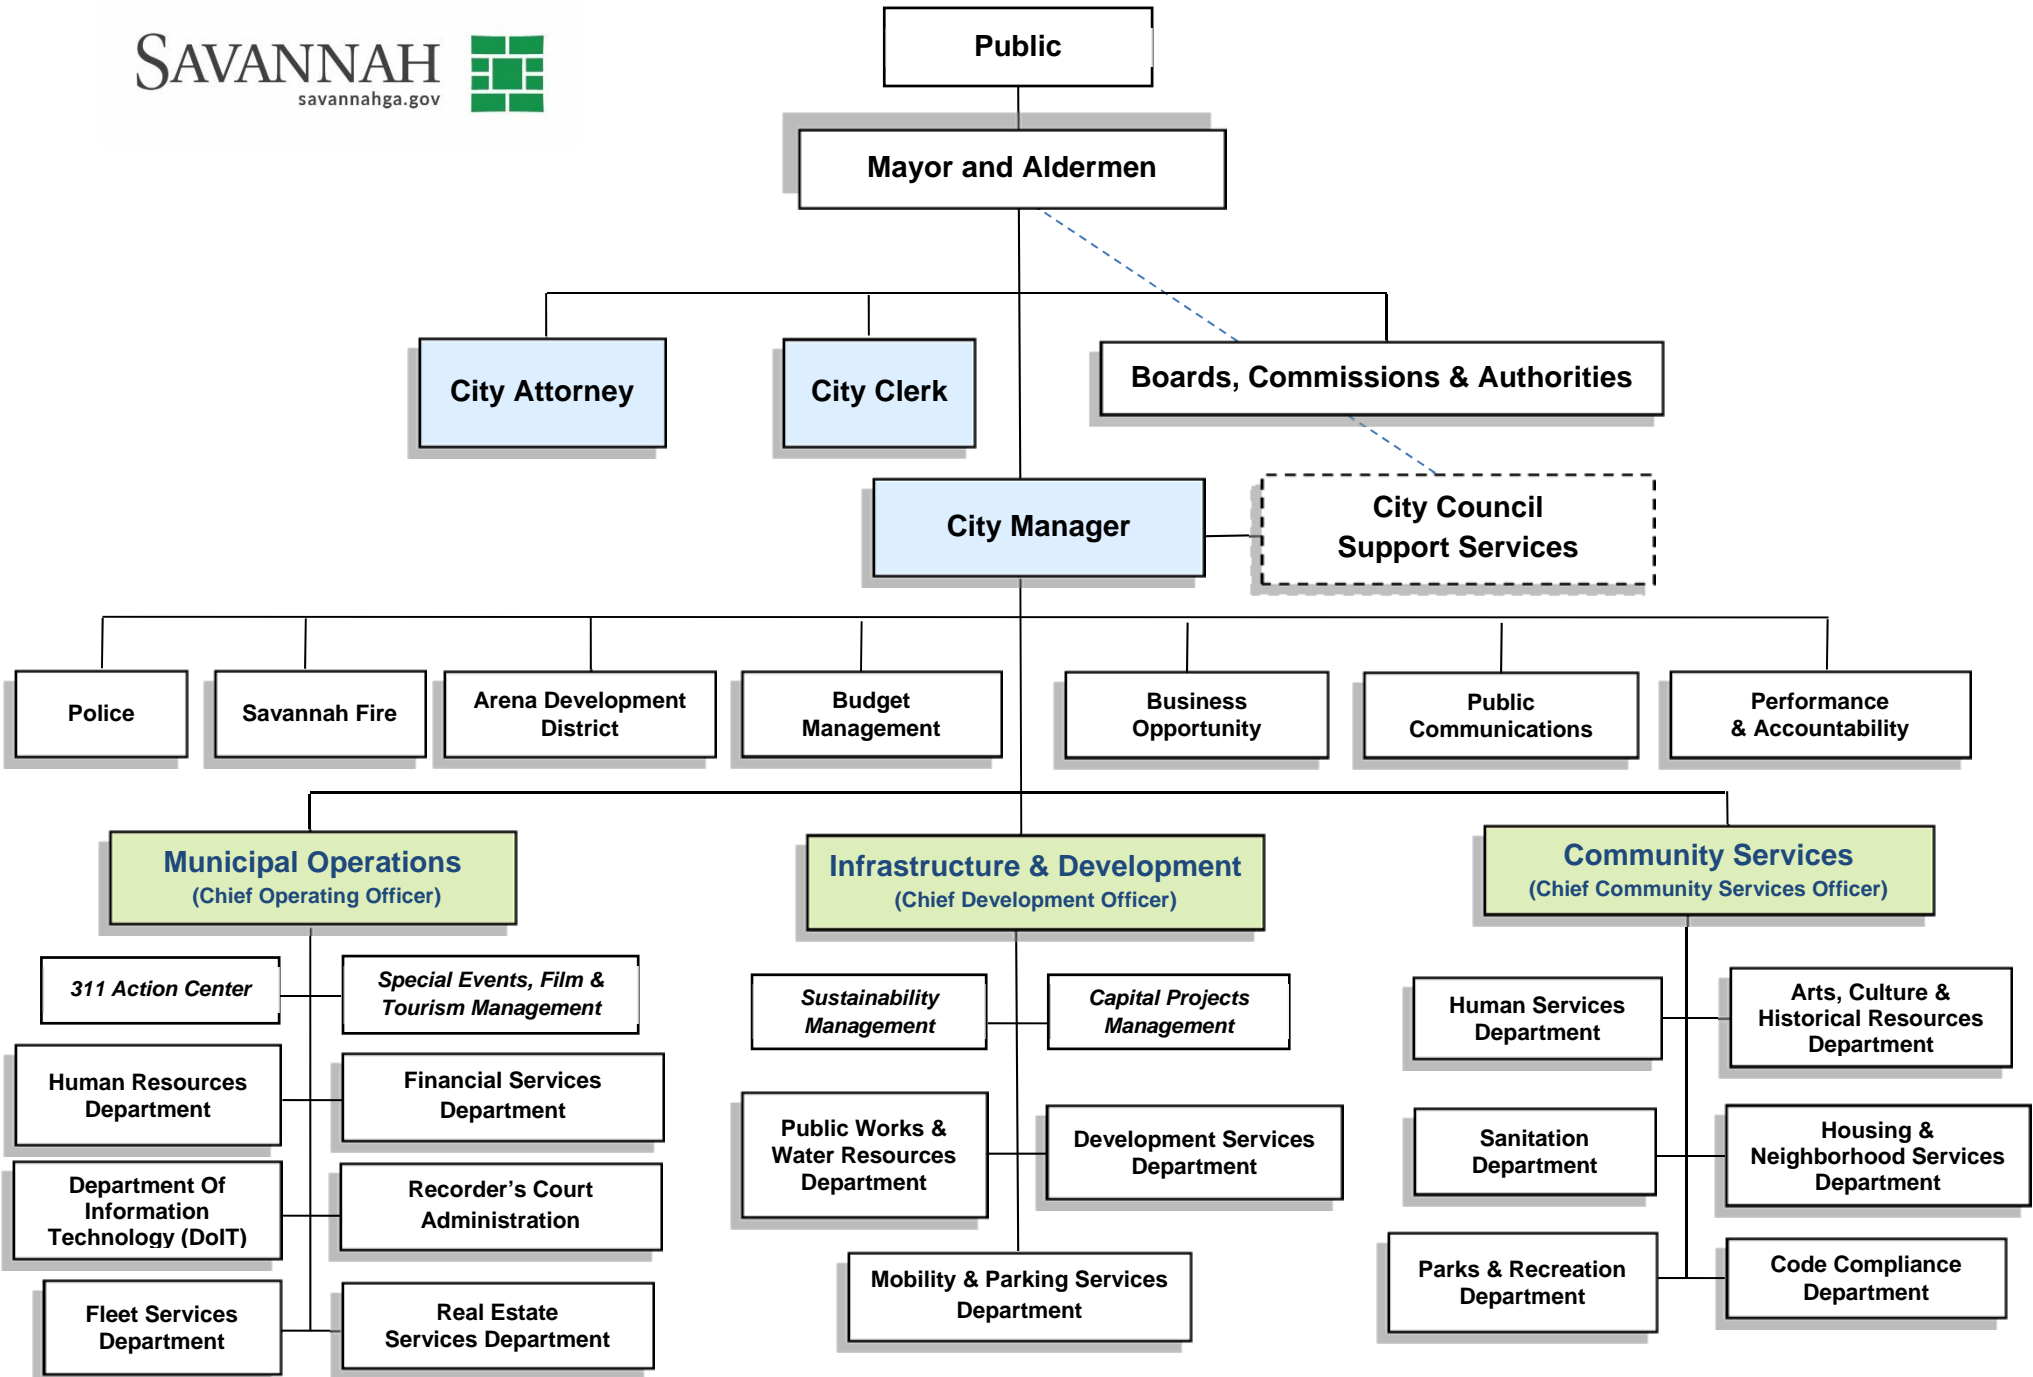 SAVANNAH
savannahga.gov
Public
Mayor and Aldermen
City Attorney
City Clerk
Boards, Commissions & Authorities
City Manager
City Council
Support Services
Police
Savannah Fire
Arena Development
District
Budget
Management
Business
Opportunity
Public
Communications
Performance
& Accountability
Municipal Operations
(Chief Operating Officer)
Infrastructure & Development
(Chief Development Officer)
Community Services
(Chief Community Services Officer)
311 Action Center
Special Events, Film &
Tourism Management
Human Resources
Department
Financial Services
Department
Department Of
Information
Technology (DoIT)
Recorder’s Court
Administration
Fleet Services
Department
Real Estate
Services Department
Sustainability
Management
Capital Projects
Management
Public Works &
Water Resources
Department
Development Services
Department
Mobility & Parking Services
Department
Human Services
Department
Arts, Culture &
Historical Resources
Department
Sanitation
Department
Housing &
Neighborhood Services
Department
Parks & Recreation
Department
Code Compliance
Department